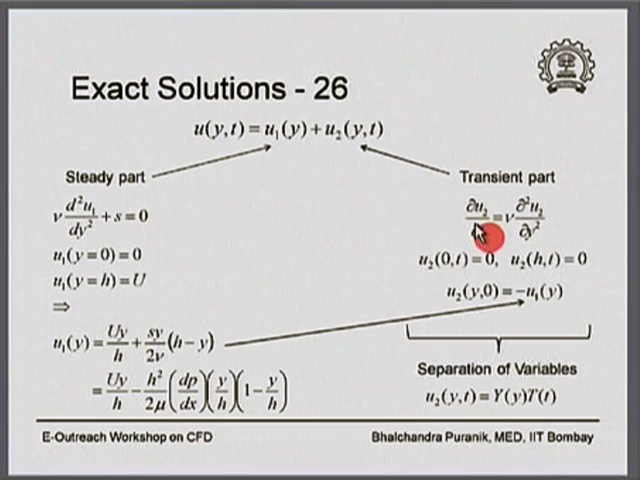 Exact Solutions - 26
u(y,t) = u₁(y) + u₂(y,t)
Steady part
ν d²u₁/dy² + s = 0
u₁(y = 0) = 0
u₁(y = h) = U
⇒
u₁(y) = Uy/h + sy/2ν (h − y)
= Uy/h − h²/2μ (dp/dx)(y/h)(1 − y/h)
Transient part
∂u₂/ = ν ∂²u₂/∂y²
u₂(0,t) = 0, u₂(h,t) = 0
u₂(y,0) = −u₁(y)
Separation of Variables
u₂(y,t) = Y(y)T(t)
E-Outreach Workshop on CFD
Bhalchandra Puranik, MED, IIT Bombay